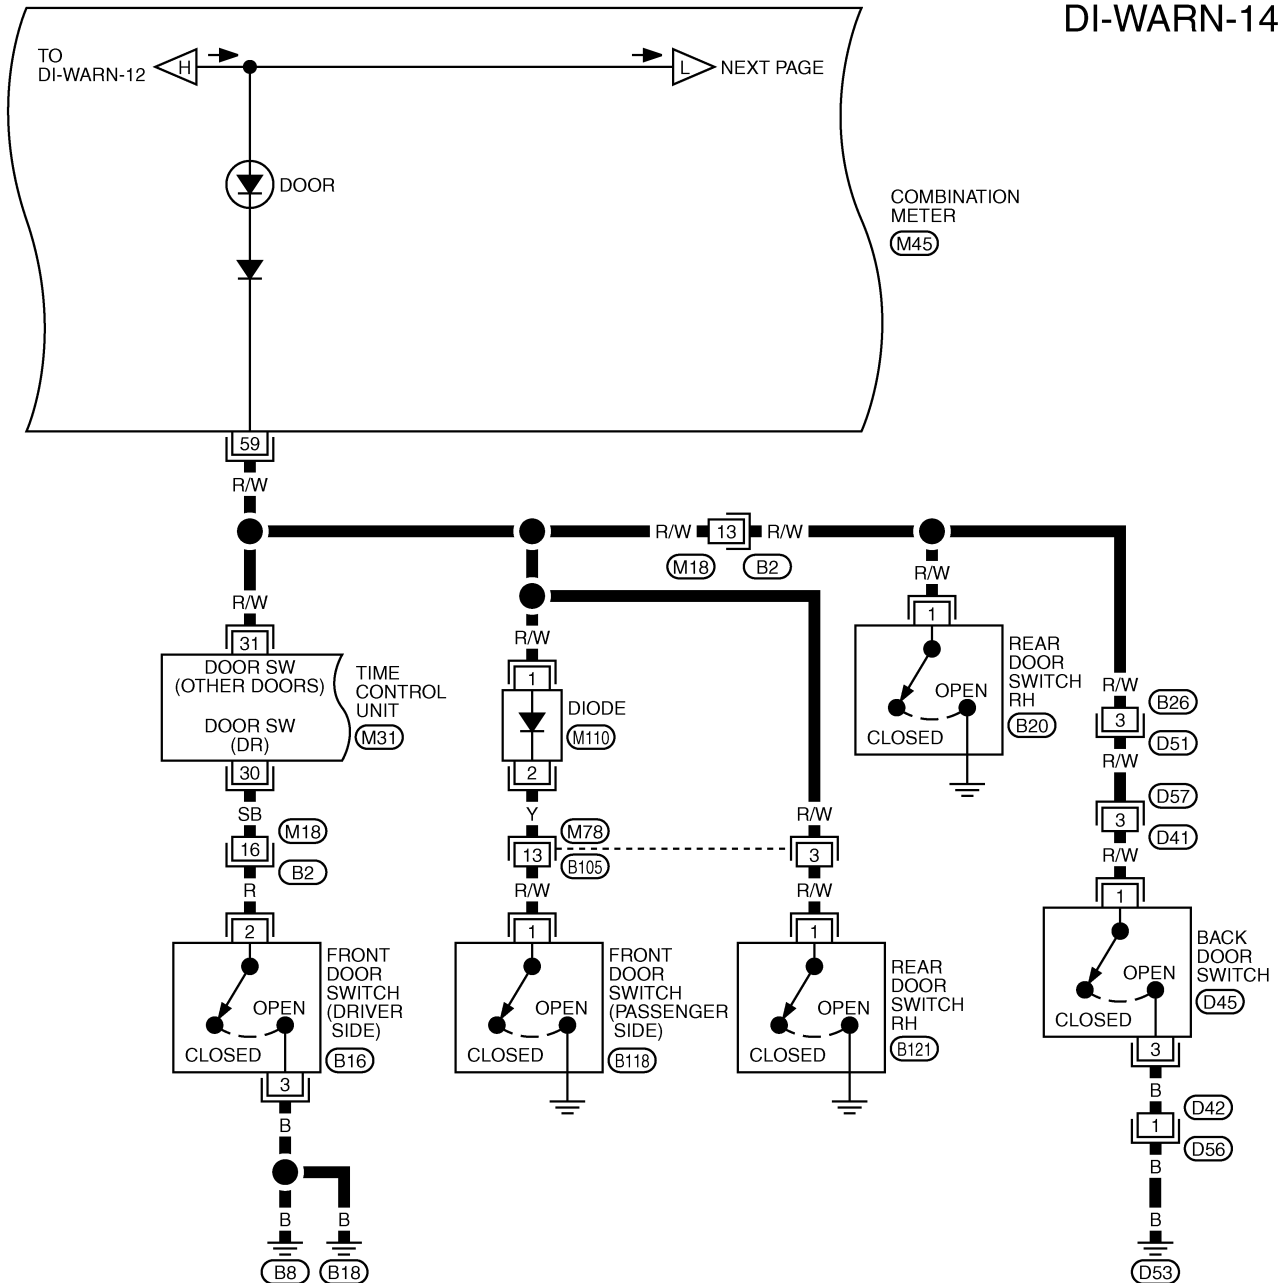 DI-WARN-14
TO
DI-WARN-12
H
L
NEXT PAGE
DOOR
COMBINATION
METER
M45
59
R/W
R/W
13
R/W
M18
B2
R/W
R/W
31
DOOR SW
(OTHER DOORS)
DOOR SW
(DR)
30
TIME
CONTROL
UNIT
M31
SB
M18
16
B2
R
2
FRONT
DOOR
SWITCH
(DRIVER
SIDE)
B16
OPEN
CLOSED
3
B
B
B
B8
B18
R/W
1
DIODE
M110
2
Y
M78
13
B105
R/W
1
FRONT
DOOR
SWITCH
(PASSENGER
SIDE)
B118
OPEN
CLOSED
R/W
3
R/W
1
REAR
DOOR
SWITCH
RH
B121
OPEN
CLOSED
1
REAR
DOOR
SWITCH
RH
B20
OPEN
CLOSED
R/W
B26
3
D51
R/W
D57
3
D41
R/W
1
BACK
DOOR
SWITCH
D45
OPEN
CLOSED
3
B
D42
1
D56
B
B
D53